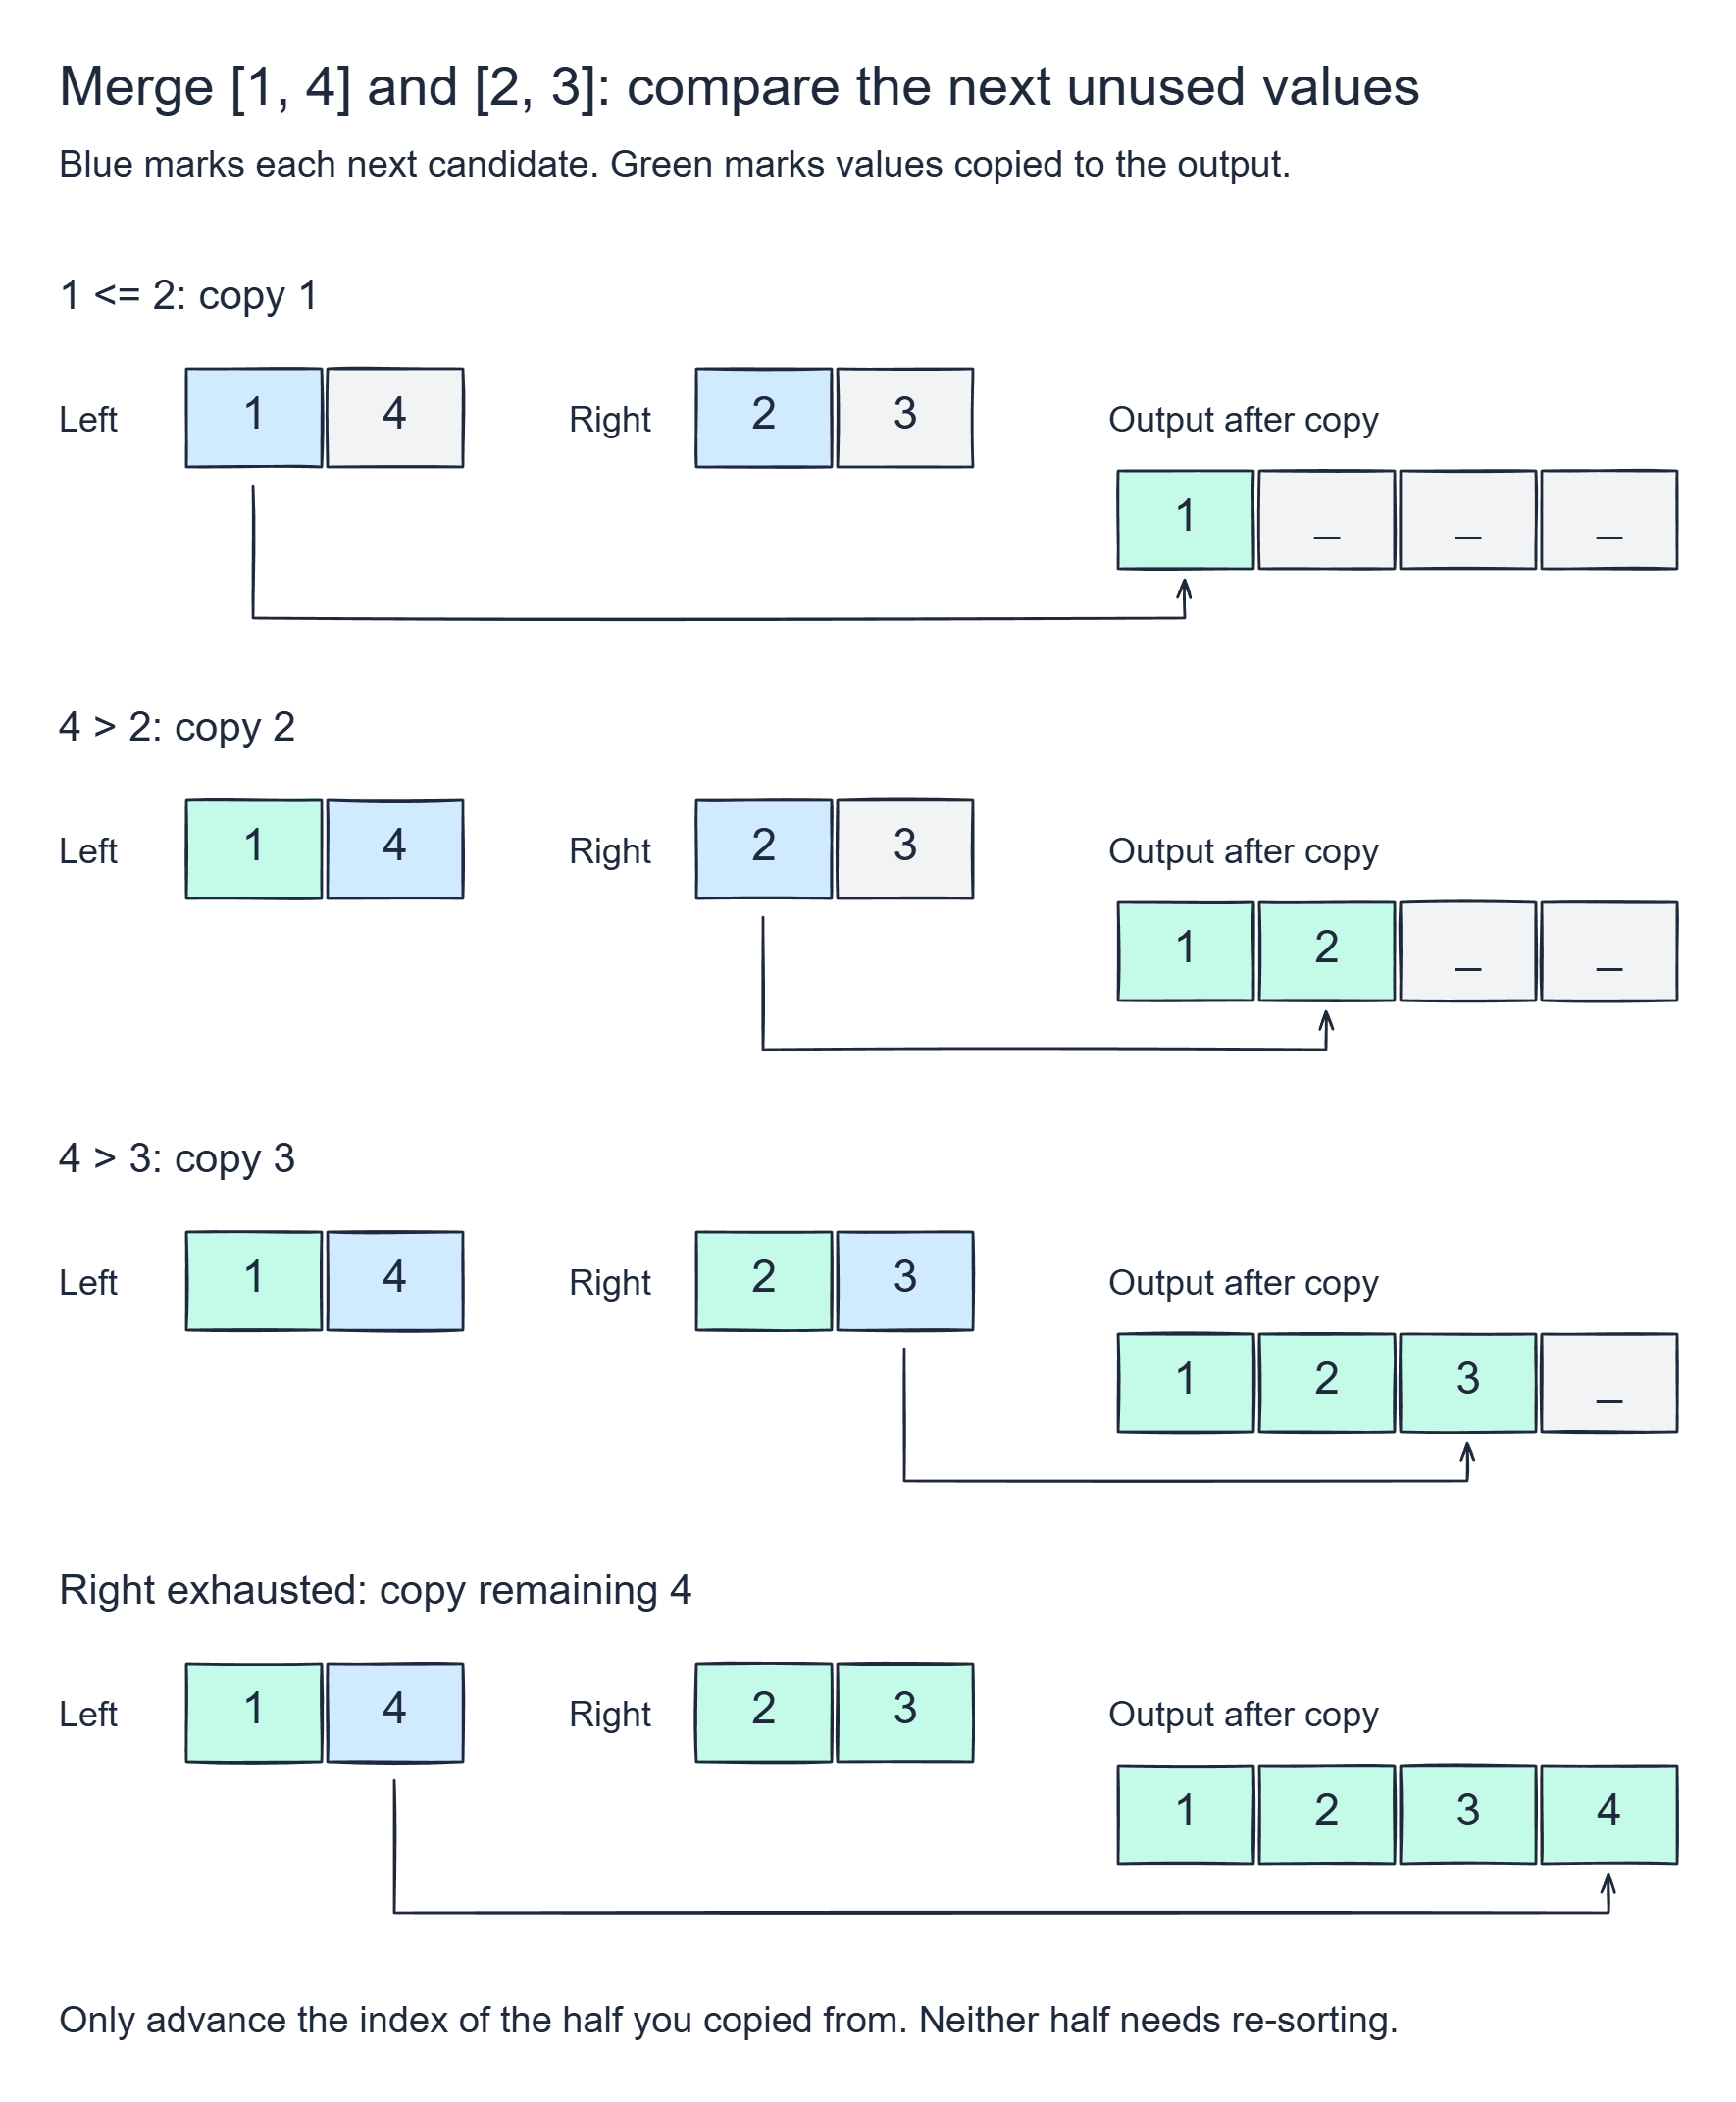 Merge [1, 4] and [2, 3]: compare the next unused values
Blue marks each next candidate. Green marks values copied to the output.
1 <= 2: copy 1
Left 1 4 Right 2 3 Output after copy
1 _ _ _
4 > 2: copy 2
Left 1 4 Right 2 3 Output after copy
1 2 _ _
4 > 3: copy 3
Left 1 4 Right 2 3 Output after copy
1 2 3 _
Right exhausted: copy remaining 4
Left 1 4 Right 2 3 Output after copy
1 2 3 4
Only advance the index of the half you copied from. Neither half needs re-sorting.